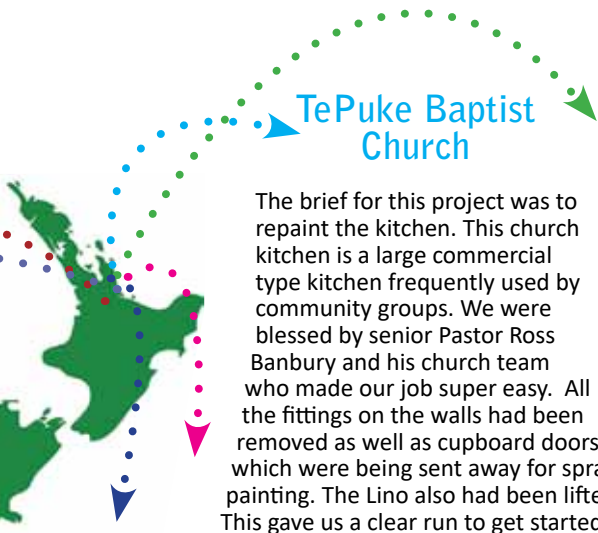 TePuke Baptist
Church
The brief for this project was to
repaint the kitchen. This church
kitchen is a large commercial
type kitchen frequently used by
community groups. We were
blessed by senior Pastor Ross
Banbury and his church team
who made our job super easy. All
the fittings on the walls had been
removed as well as cupboard doors
which were being sent away for spra
painting. The Lino also had been lifte
This gave us a clear run to get started